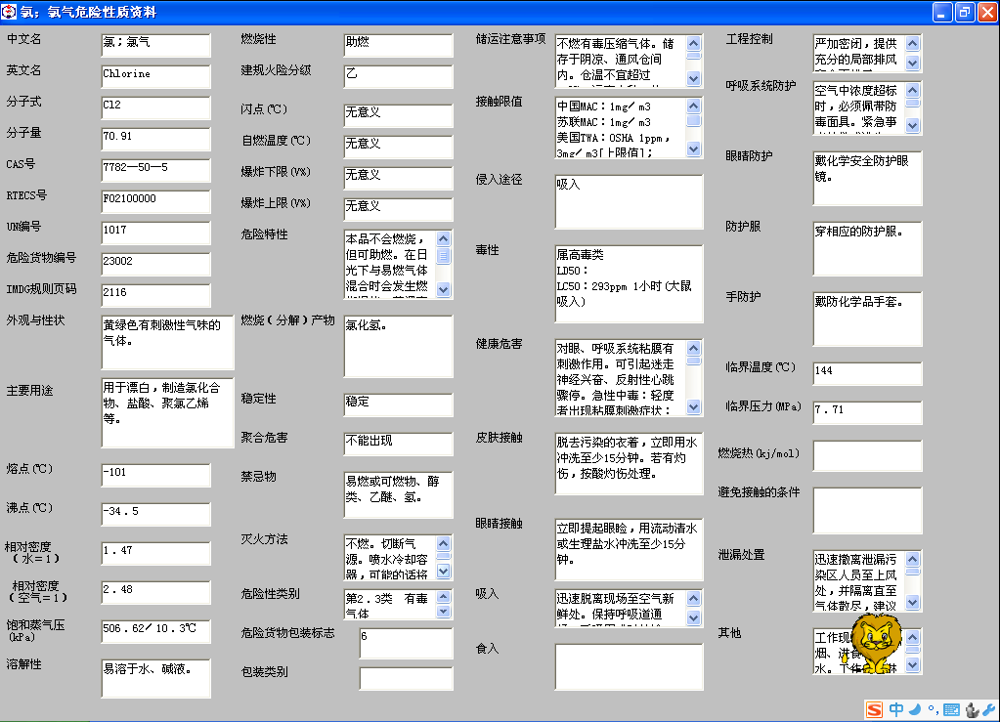 氯；氯气危险性质资料
中文名
氯；氯气
英文名
Chlorine
分子式
Cl2
分子量
70.91
CAS号
7782—50—5
RTECS号
FO2100000
UN编号
1017
危险货物编号
23002
IMDG规则页码
2116
外观与性状
黄绿色有刺激性气味的
气体。
主要用途
用于漂白，制造氯化合
物、盐酸、聚氯乙烯
等。
熔点(℃)
-101
沸点(℃)
-34.5
相对密度
（水＝1）
1.47
相对密度
（空气＝1）
2.48
饱和蒸气压
(kPa)
506.62／10.3℃
溶解性
易溶于水、碱液。
燃烧性
助燃
建规火险分级
乙
闪点(℃)
无意义
自燃温度(℃)
无意义
爆炸下限(V%)
无意义
爆炸上限(V%)
无意义
危险特性
本品不会燃烧，
但可助燃。在日
光下与易燃气体
混合时会发生燃
燃烧（分解）产物
氯化氢。
稳定性
稳定
聚合危害
不能出现
禁忌物
易燃或可燃物、醇
类、乙醚、氢。
灭火方法
不燃。切断气
源。喷水冷却容
器，可能的话将
危险性类别
第2.3类 有毒
气体
危险货物包装标志
6
包装类别
储运注意事项
不燃有毒压缩气体。储
存于阴凉、通风仓间
内。仓温不宜超过
接触限值
中国MAC：1mg／m3
苏联MAC：1mg／m3
美国TWA：OSHA 1ppm，
3mg／m3[上限值]；
侵入途径
吸入
毒性
属高毒类
LD50：
LC50：293ppm 1小时(大鼠
吸入)
健康危害
对眼、呼吸系统粘膜有
刺激作用。可引起迷走
神经兴奋、反射性心跳
骤停。急性中毒：轻度
者出现粘膜刺激症状：
皮肤接触
脱去污染的衣着，立即用水
冲洗至少15分钟。若有灼
伤，按酸灼伤处理。
眼睛接触
立即提起眼睑，用流动清水
或生理盐水冲洗至少15分
钟。
吸入
迅速脱离现场至空气新
鲜处。保持呼吸道通
食入
工程控制
严加密闭，提供
充分的局部排风
呼吸系统防护
空气中浓度超标
时，必须佩带防
毒面具。紧急事
眼睛防护
戴化学安全防护眼
镜。
防护服
穿相应的防护服。
手防护
戴防化学品手套。
临界温度(℃)
144
临界压力(MPa)
7.71
燃烧热(kj/mol)
避免接触的条件
泄漏处置
迅速撤离泄漏污
染区人员至上风
处，并隔离直至
气体散尽，建议
其他
工作现
烟、进食
水。工作
中